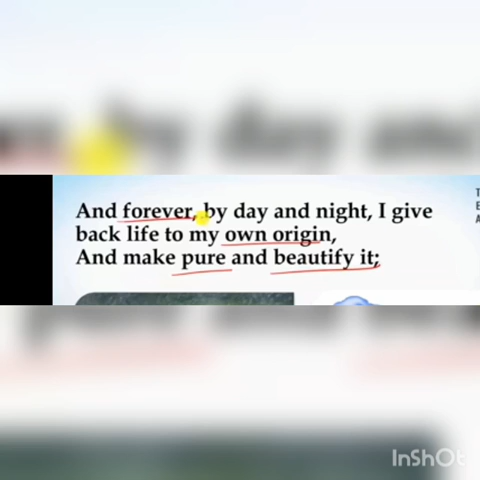 And forever, by day and night, I give
back life to my own origin,
And make pure and beautify it;
InShOt